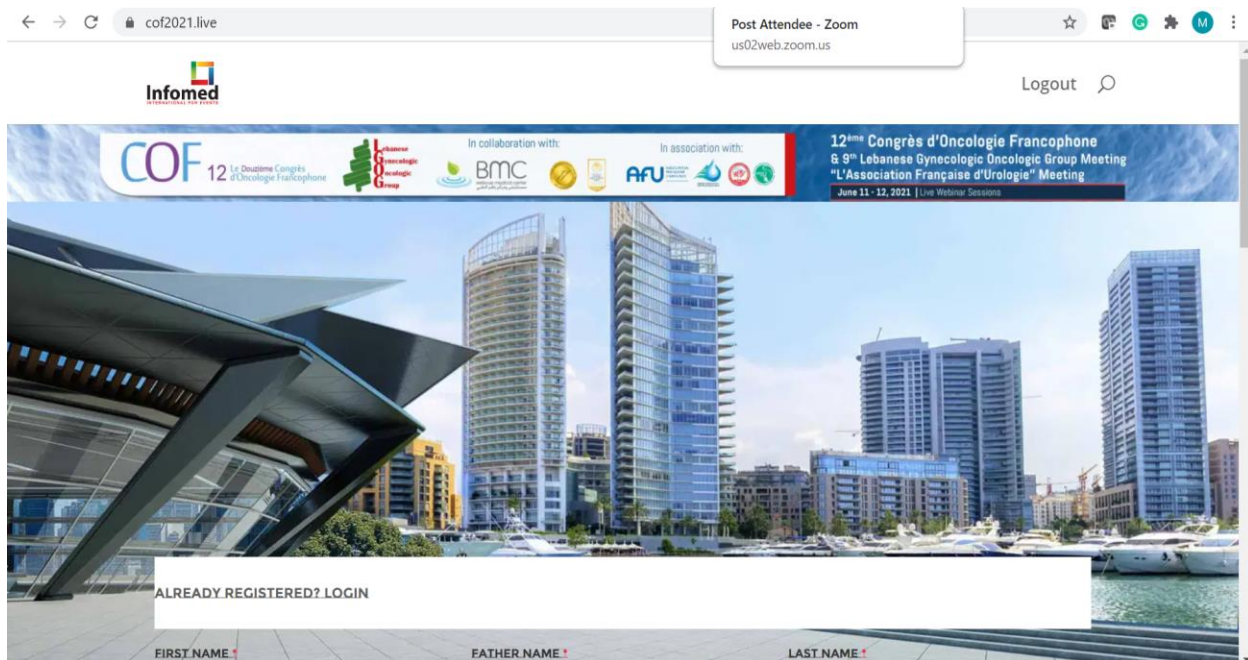 cof2021.live
Post Attendee - Zoom
us02web.zoom.us
M
Infomed
INTERNATIONAL FOR EVENTS
Logout
COF 12 Le Douzième Congrès
d'Oncologie Francophone
Lebanese
Gynecologic
Oncologic
Group
In collaboration with:
BMC
In association with:
AFU
12ème Congrès d'Oncologie Francophone
& 9th Lebanese Gynecologic Oncologic Group Meeting
"L'Association Française d'Urologie" Meeting
June 11 - 12, 2021 | Live Webinar Sessions
ALREADY REGISTERED? LOGIN
FIRST NAME *
FATHER NAME *
LAST NAME *